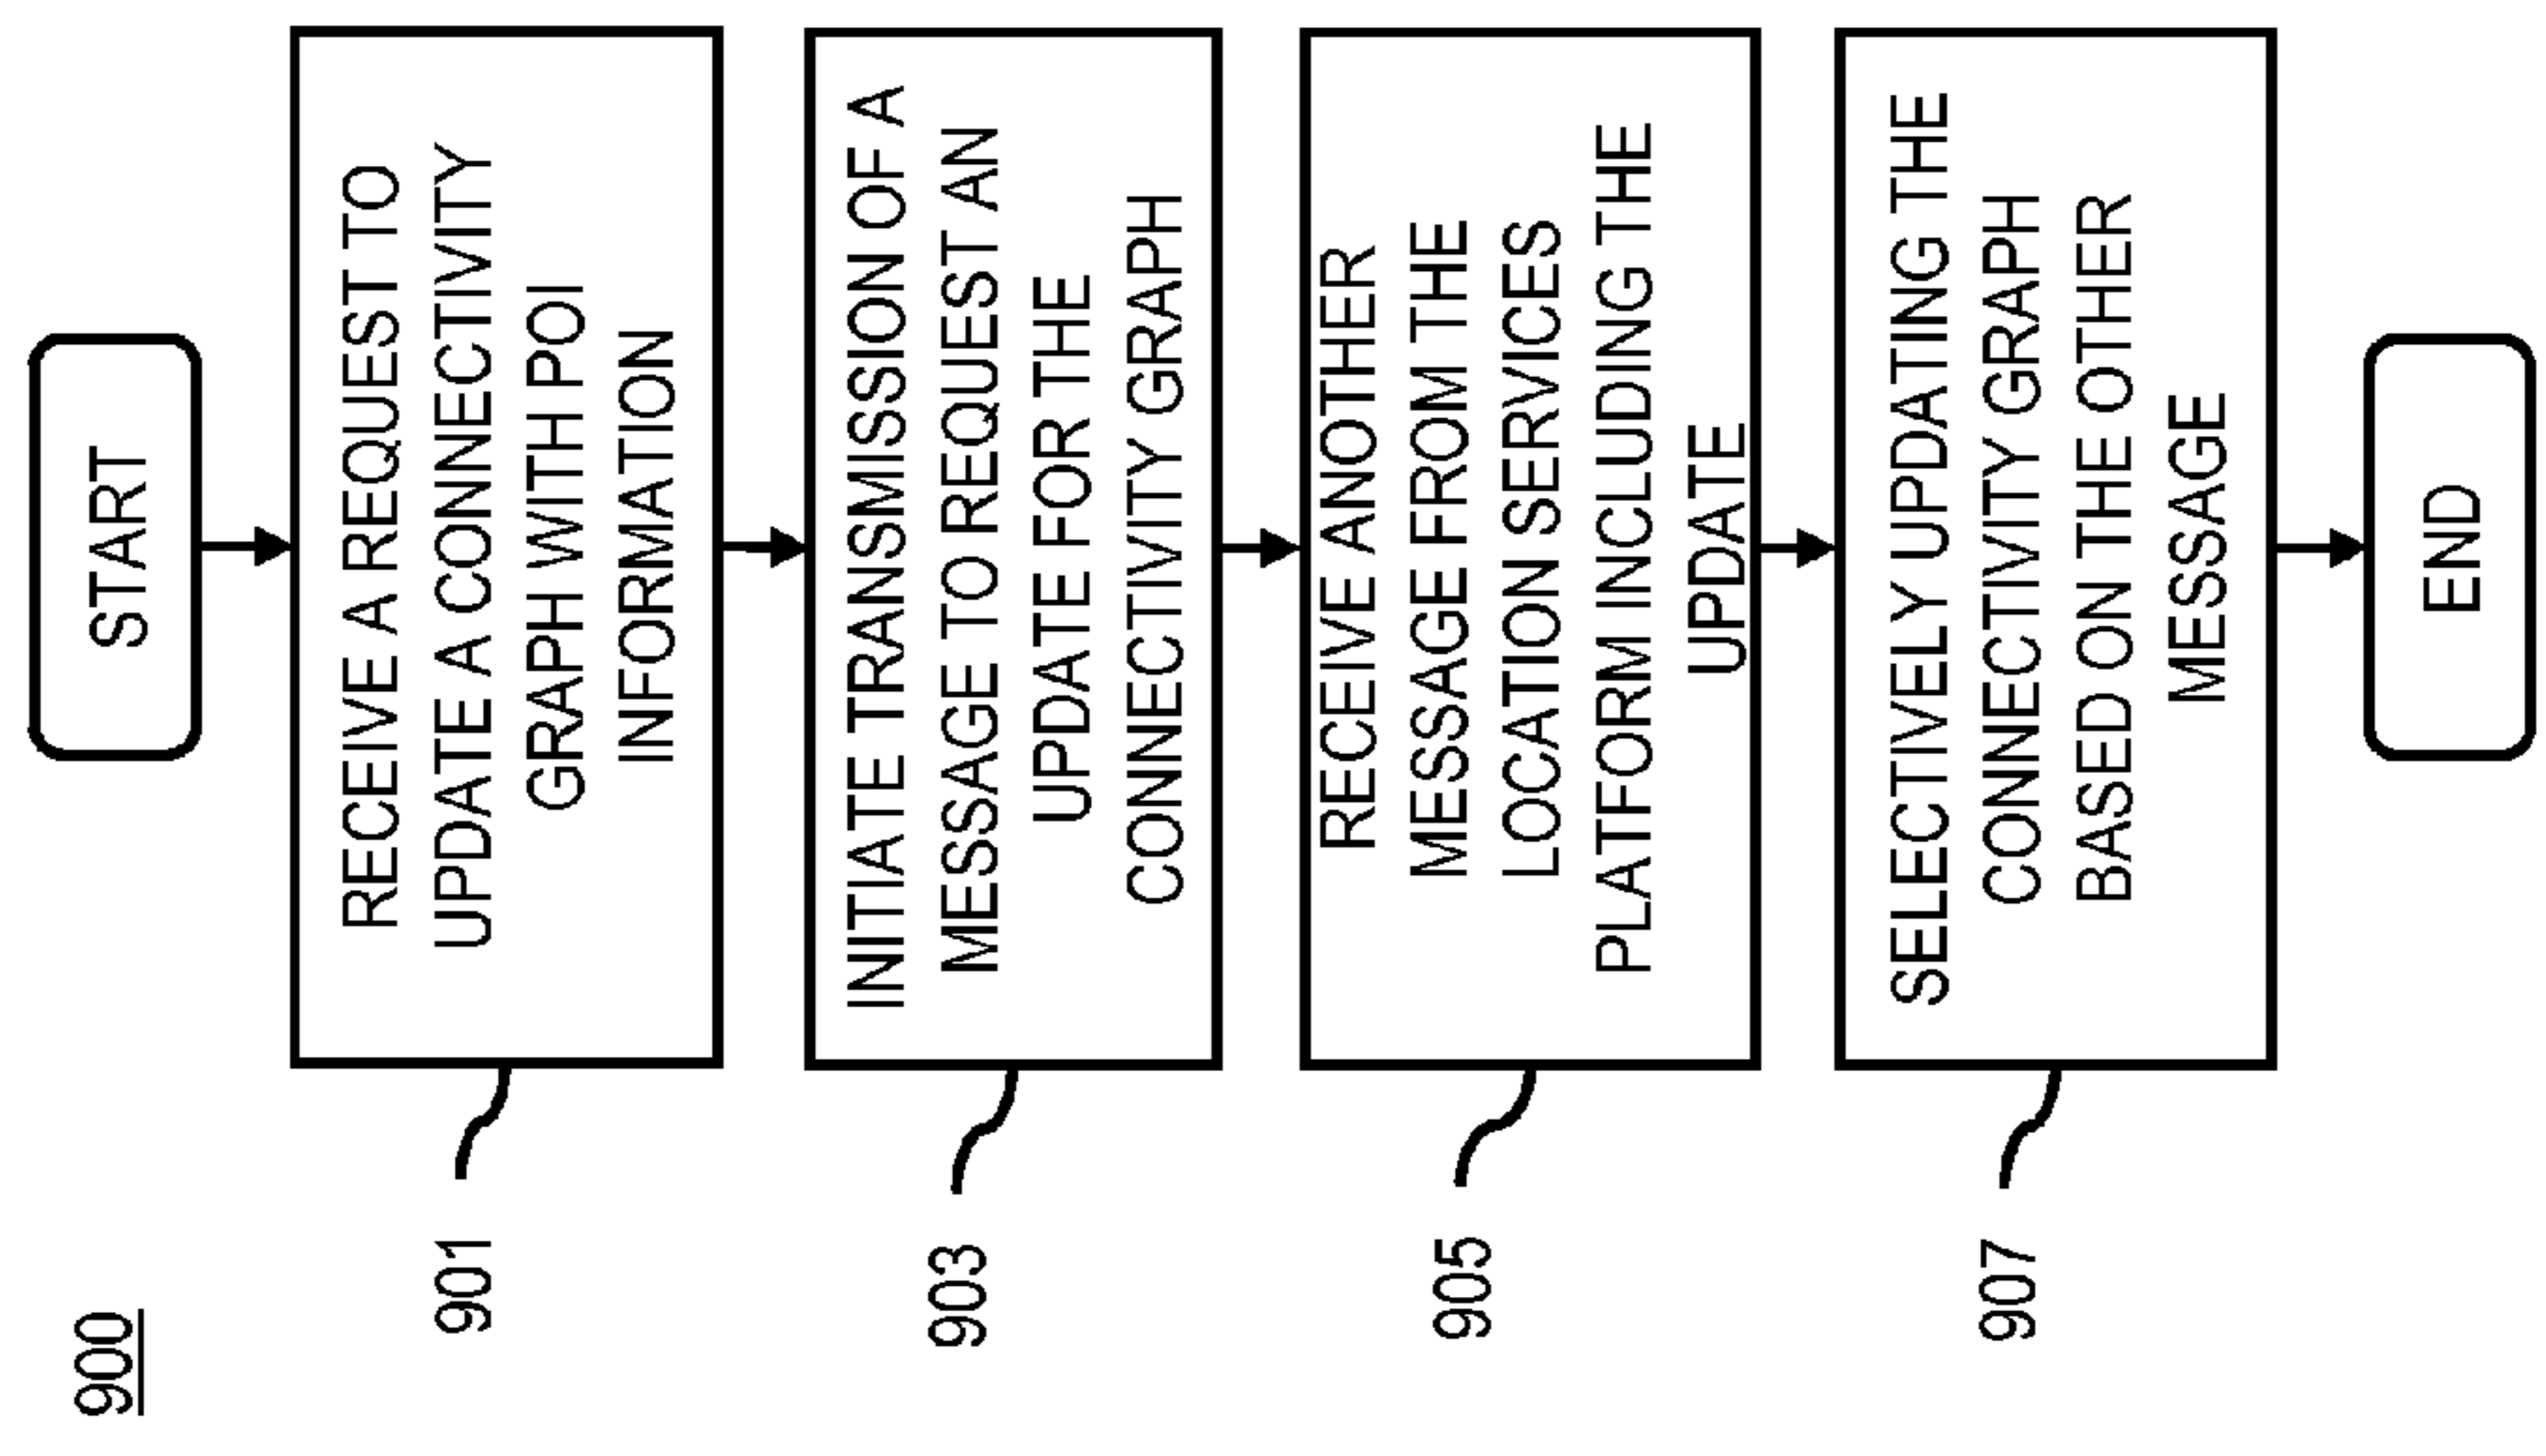 900
START
901
RECEIVE A REQUEST TO
UPDATE A CONNECTIVITY
GRAPH WITH POI
INFORMATION
903
INITIATE TRANSMISSION OF A
MESSAGE TO REQUEST AN
UPDATE FOR THE
CONNECTIVITY GRAPH
905
RECEIVE ANOTHER
MESSAGE FROM THE
LOCATION SERVICES
PLATFORM INCLUDING THE
UPDATE
907
SELECTIVELY UPDATING THE
CONNECTIVITY GRAPH
BASED ON THE OTHER
MESSAGE
END